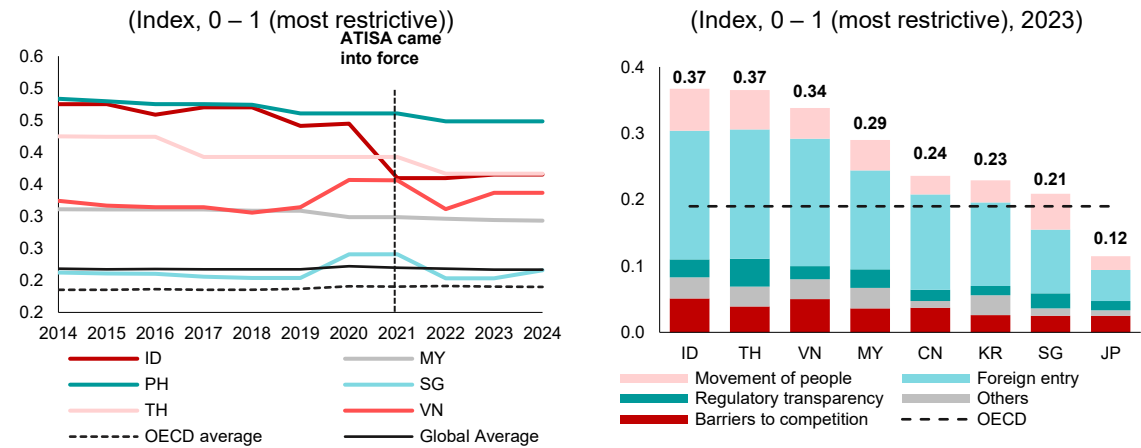 (Index, 0 – 1 (most restrictive))
ATISA came
into force
0.6
0.5
0.5
0.4
0.4
0.3
0.3
0.2
0.2
2014 2015 2016 2017 2018 2019 2020 2021 2022 2023 2024
ID MY
PH SG
TH VN
OECD average Global Average
(Index, 0 – 1 (most restrictive), 2023)
0.4
0.3
0.2
0.1
0.0
0.37 0.37 0.34 0.29 0.24 0.23 0.21 0.12
ID TH VN MY CN KR SG JP
Movement of people Foreign entry
Regulatory transparency Others
Barriers to competition OECD